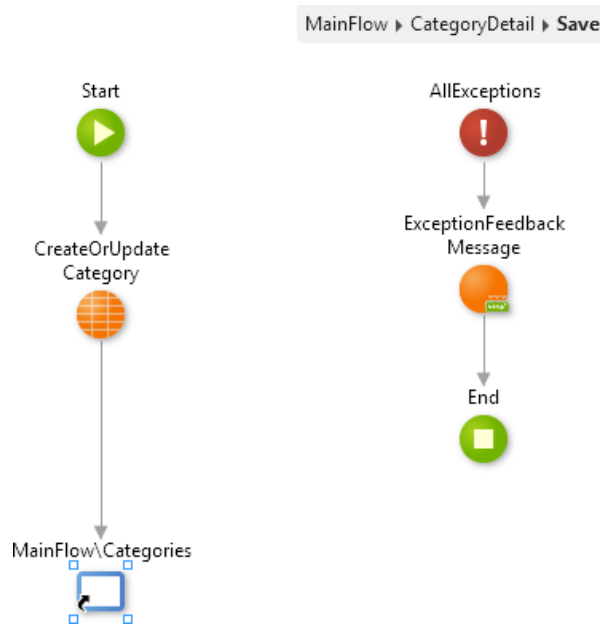 MainFlow CategoryDetail Save
Start
CreateOrUpdate
Category
MainFlow\Categories
AllExceptions
ExceptionFeedback
Message
End